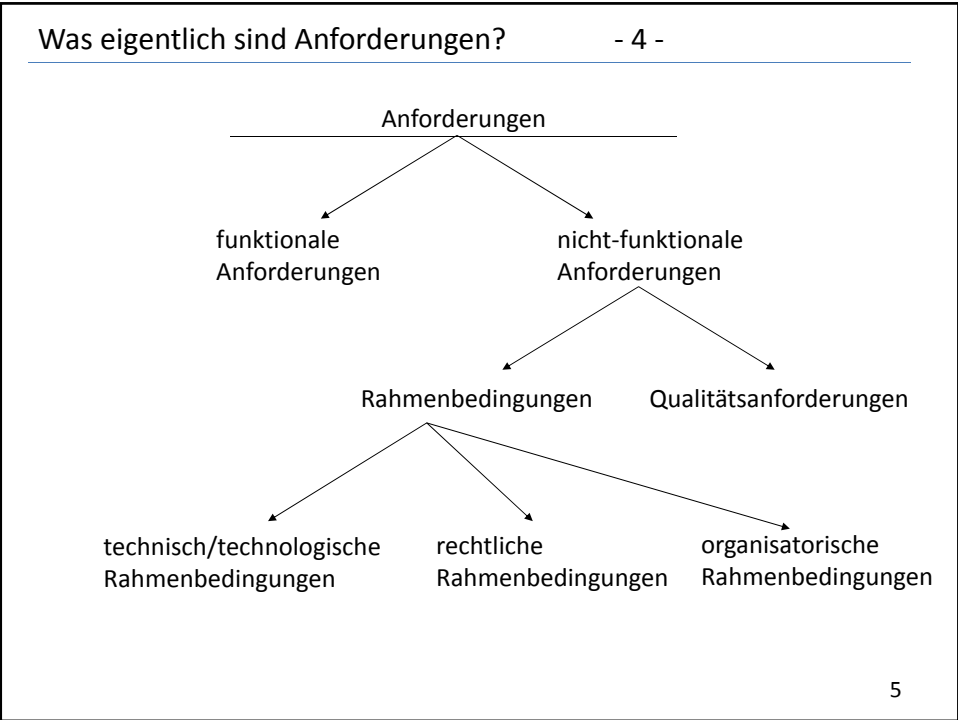 Was eigentlich sind Anforderungen? - 4 -
Anforderungen
funktionale
Anforderungen
nicht-funktionale
Anforderungen
Rahmenbedingungen
Qualitätsanforderungen
technisch/technologische
Rahmenbedingungen
rechtliche
Rahmenbedingungen
organisatorische
Rahmenbedingungen
5